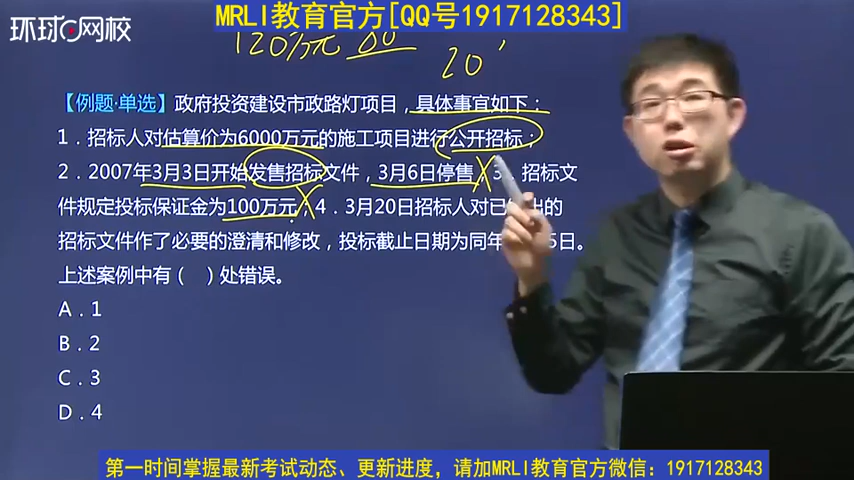 MRLI教育官方[QQ号1917128343]
环球网校
120万元 80
20'
【例题·单选】政府投资建设市政路灯项目，具体事宜如下：
1．招标人对估算价为6000万元的施工项目进行公开招标；
2．2007年3月3日开始发售招标文件，3月6日停售；3．招标文
件规定投标保证金为100万元；4．3月20日招标人对已 出的
招标文件作了必要的澄清和修改，投标截止日期为同年 5日。
上述案例中有（ ）处错误。
A．1
B．2
C．3
D．4
第一时间掌握最新考试动态、更新进度，请加MRLI教育官方微信：1917128343